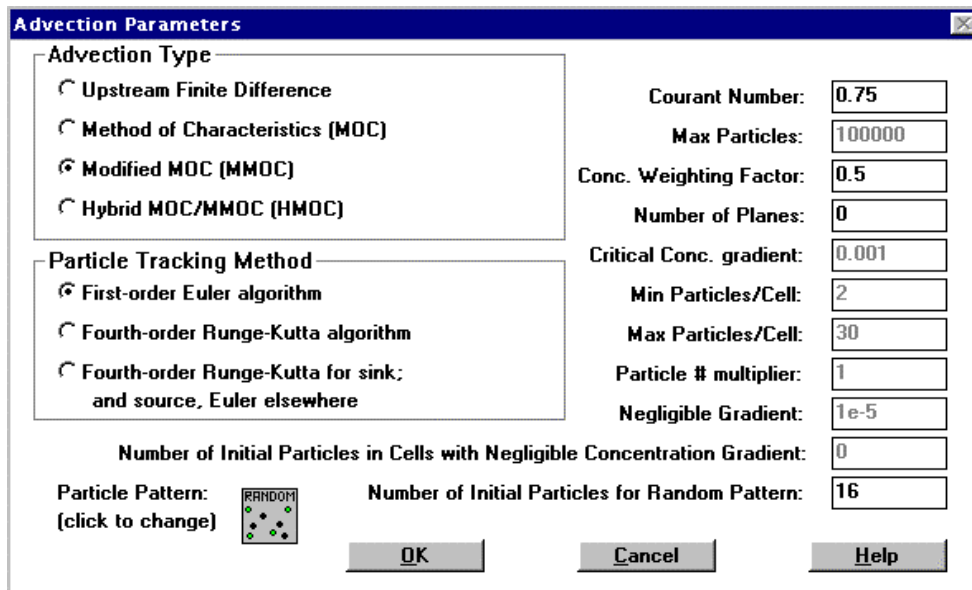 Advection Parameters
Advection Type
Upstream Finite Difference
Method of Characteristics (MOC)
Modified MOC (MMOC)
Hybrid MOC/MMOC (HMOC)
Particle Tracking Method
First-order Euler algorithm
Fourth-order Runge-Kutta algorithm
Fourth-order Runge-Kutta for sink;
and source, Euler elsewhere
Courant Number: 0.75
Max Particles: 100000
Conc. Weighting Factor: 0.5
Number of Planes: 0
Critical Conc. gradient: 0.001
Min Particles/Cell: 2
Max Particles/Cell: 30
Particle # multiplier: 1
Negligible Gradient: 1e-5
Number of Initial Particles in Cells with Negligible Concentration Gradient: 0
Particle Pattern:
(click to change)
RANDOM
Number of Initial Particles for Random Pattern: 16
OK
Cancel
Help